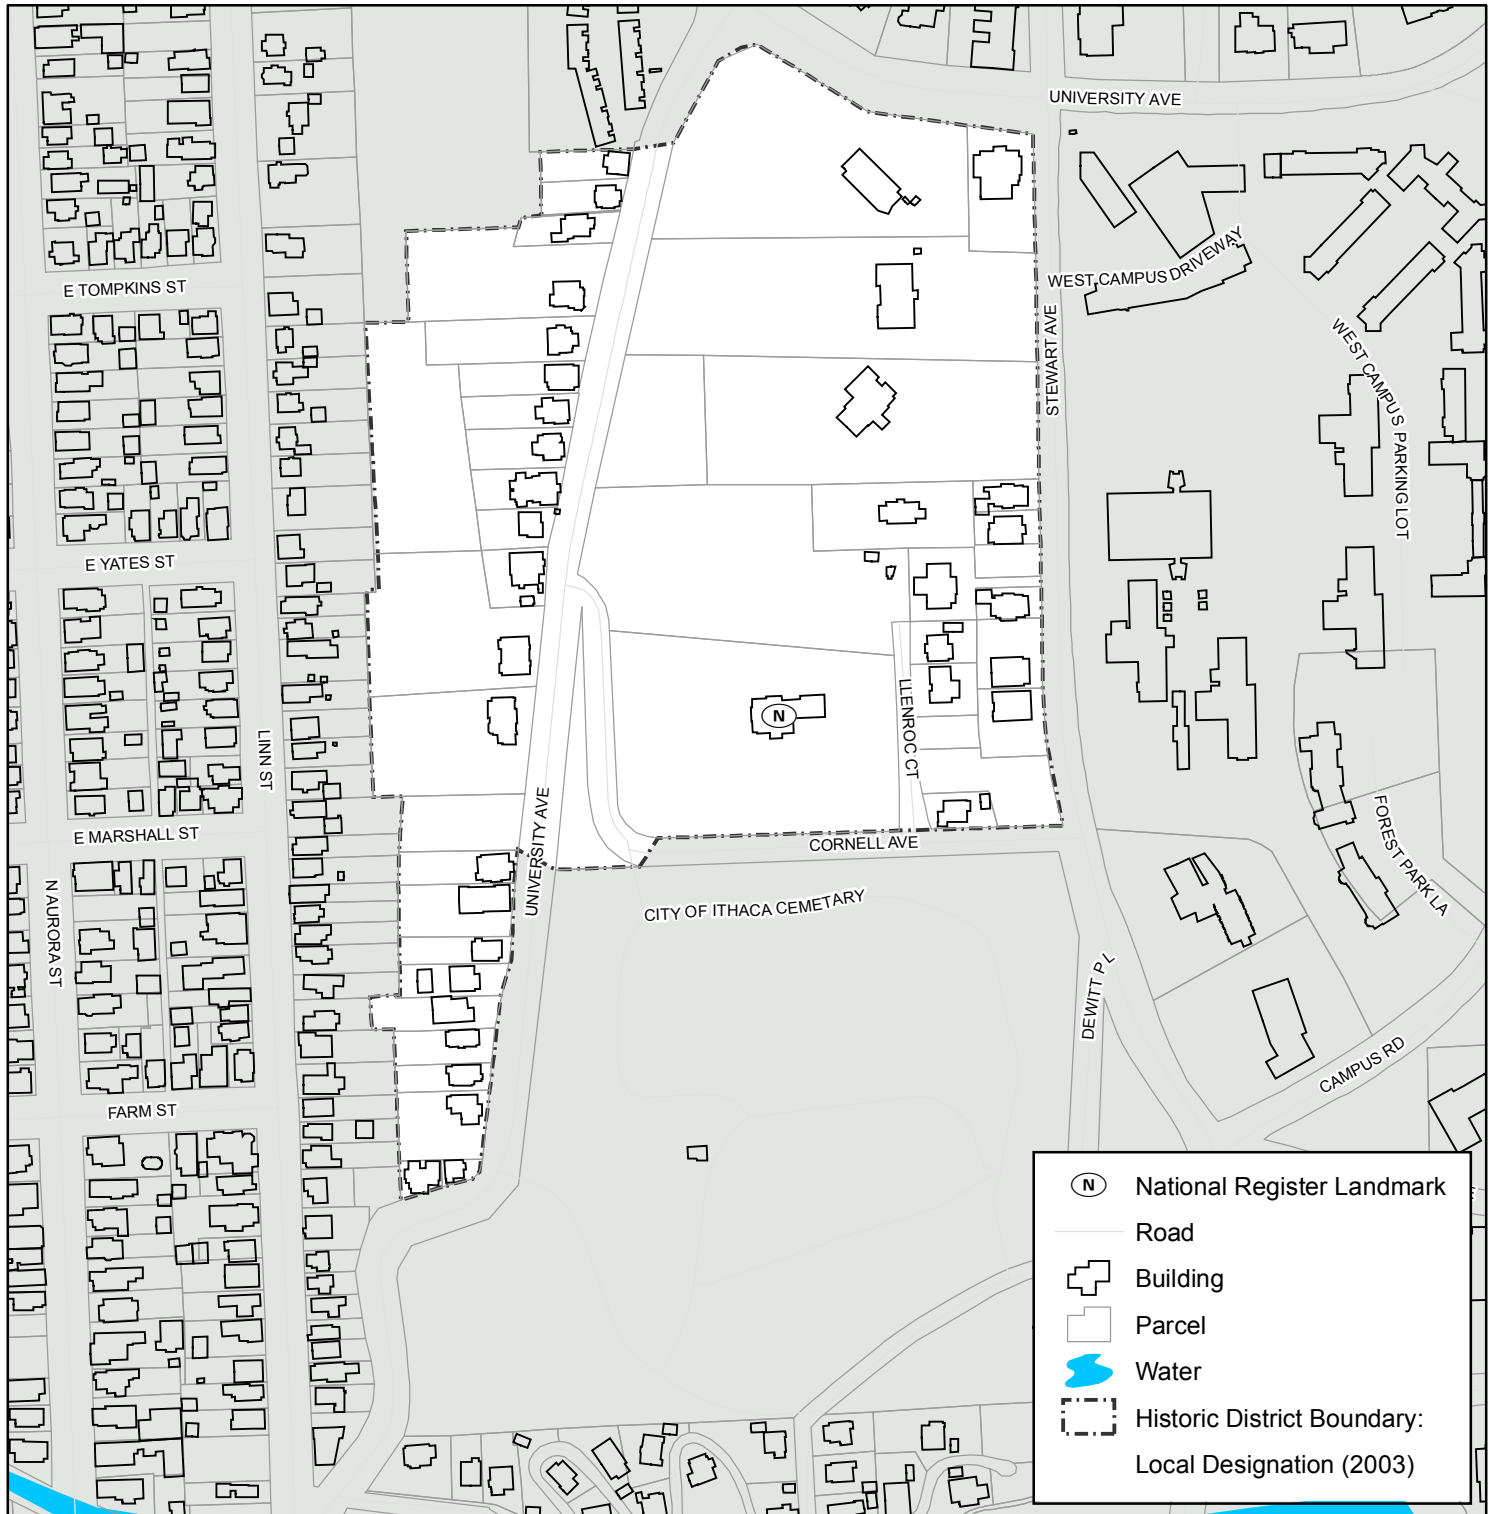 UNIVERSITY AVE
WEST CAMPUS DRIVEWAY
E TOMPKINS ST
STEWART AVE
WEST CAMPUS PARKING LOT
E YATES ST
LINN ST
LLENROC CT
N
UNIVERSITY AVE
E MARSHALL ST
CORNELL AVE
FOREST PARK LA
N AURORA ST
CITY OF ITHACA CEMETARY
DEWITT PL
CAMPUS RD
FARM ST
N National Register Landmark
Road
Building
Parcel
Water
Historic District Boundary:
Local Designation (2003)